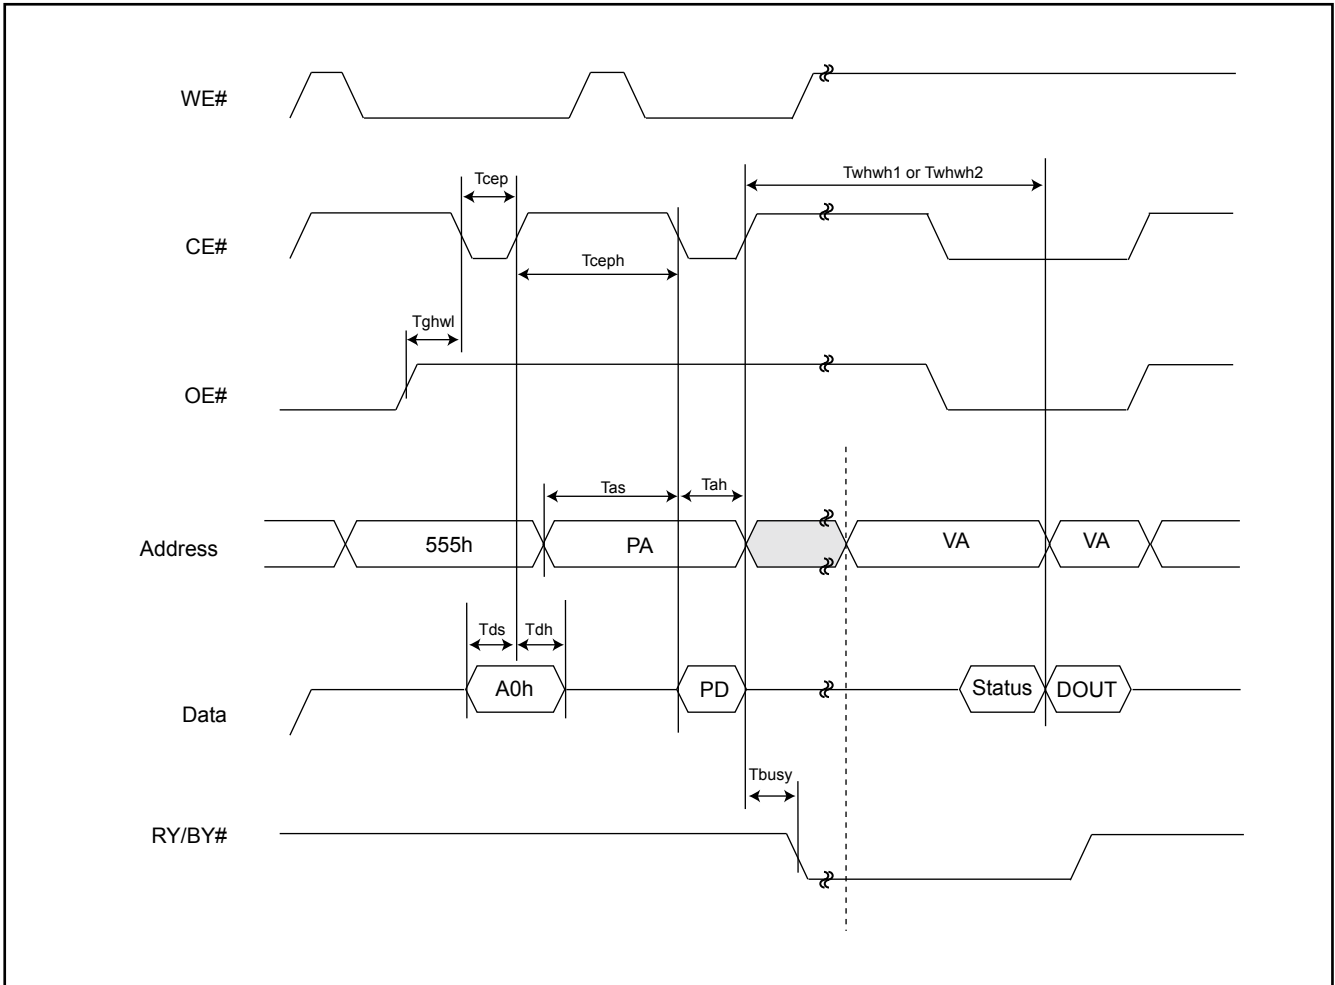 WE#
Twhwh1 or Twhwh2
Tcep
CE#
Tceph
Tghwl
OE#
Tas
Tah
Address
555h
PA
VA
VA
Tds
Tdh
Data
A0h
PD
Status
DOUT
Tbusy
RY/BY#